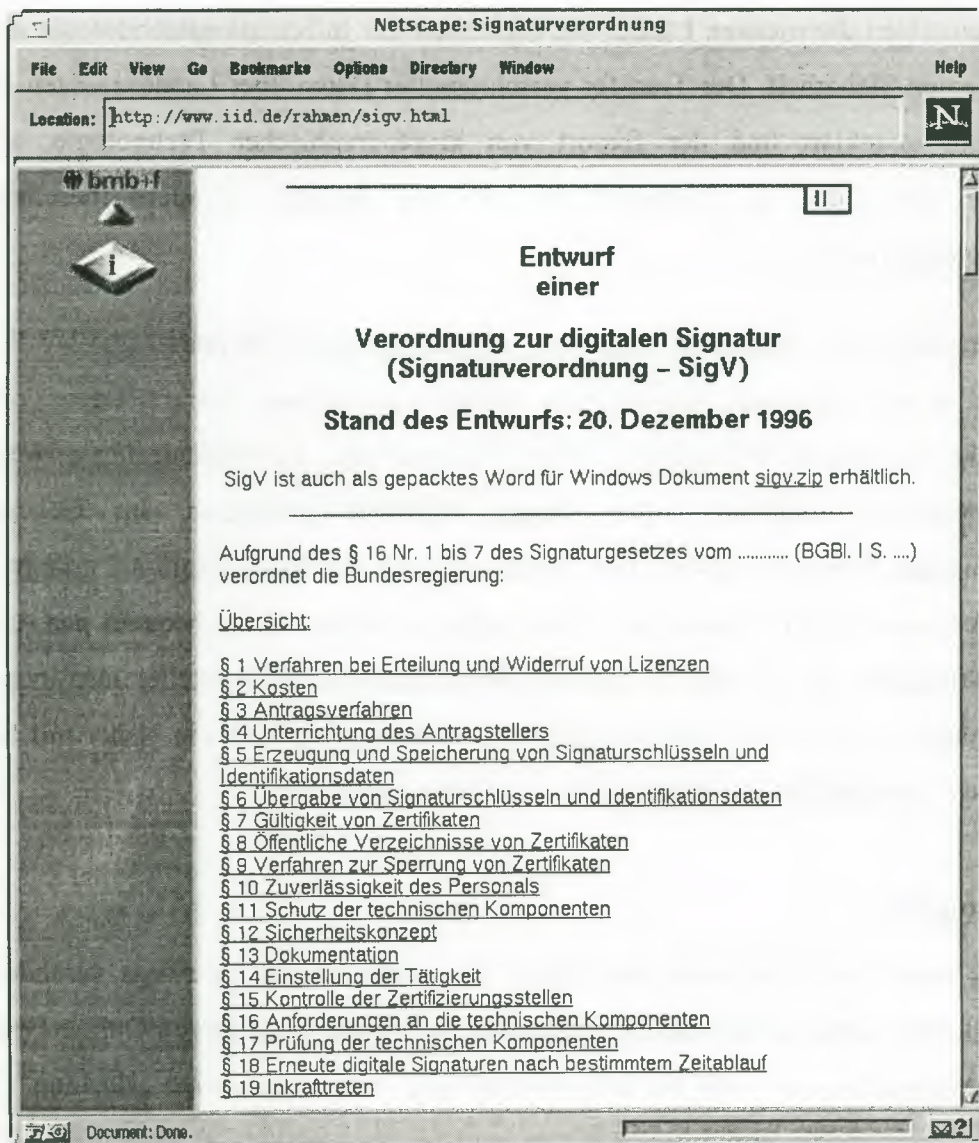 Netscape: Signaturverordnung
File Edit View Go Bookmarks Options Directory Window Help
Location: http://www.iid.de/rahmen/sigv.html
N
bmb+f
i
Entwurf
einer
Verordnung zur digitalen Signatur
(Signaturverordnung – SigV)
Stand des Entwurfs: 20. Dezember 1996
SigV ist auch als gepacktes Word für Windows Dokument sigv.zip erhältlich.
Aufgrund des § 16 Nr. 1 bis 7 des Signaturgesetzes vom ........... (BGBl. I S. ....)
verordnet die Bundesregierung:
Übersicht:
§ 1 Verfahren bei Erteilung und Widerruf von Lizenzen
§ 2 Kosten
§ 3 Antragsverfahren
§ 4 Unterrichtung des Antragstellers
§ 5 Erzeugung und Speicherung von Signaturschlüsseln und
Identifikationsdaten
§ 6 Übergabe von Signaturschlüsseln und Identifikationsdaten
§ 7 Gültigkeit von Zertifikaten
§ 8 Öffentliche Verzeichnisse von Zertifikaten
§ 9 Verfahren zur Sperrung von Zertifikaten
§ 10 Zuverlässigkeit des Personals
§ 11 Schutz der technischen Komponenten
§ 12 Sicherheitskonzept
§ 13 Dokumentation
§ 14 Einstellung der Tätigkeit
§ 15 Kontrolle der Zertifizierungsstellen
§ 16 Anforderungen an die technischen Komponenten
§ 17 Prüfung der technischen Komponenten
§ 18 Erneute digitale Signaturen nach bestimmtem Zeitablauf
§ 19 Inkrafttreten
Document: Done.
?